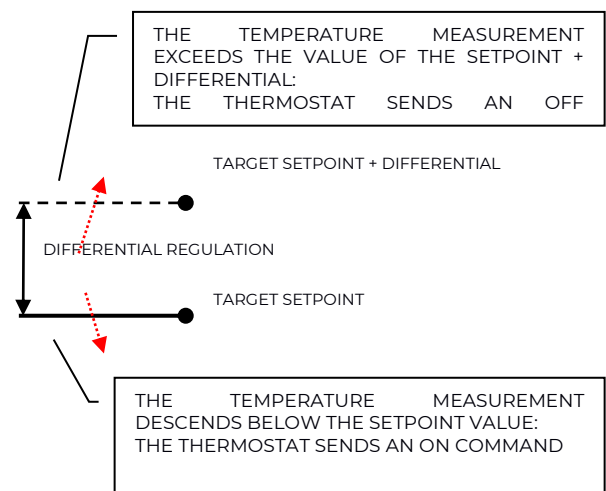 THE TEMPERATURE MEASUREMENT
EXCEEDS THE VALUE OF THE SETPOINT +
DIFFERENTIAL:
THE THERMOSTAT SENDS AN OFF
TARGET SETPOINT + DIFFERENTIAL
DIFFERENTIAL REGULATION
TARGET SETPOINT
THE TEMPERATURE MEASUREMENT
DESCENDS BELOW THE SETPOINT VALUE:
THE THERMOSTAT SENDS AN ON COMMAND